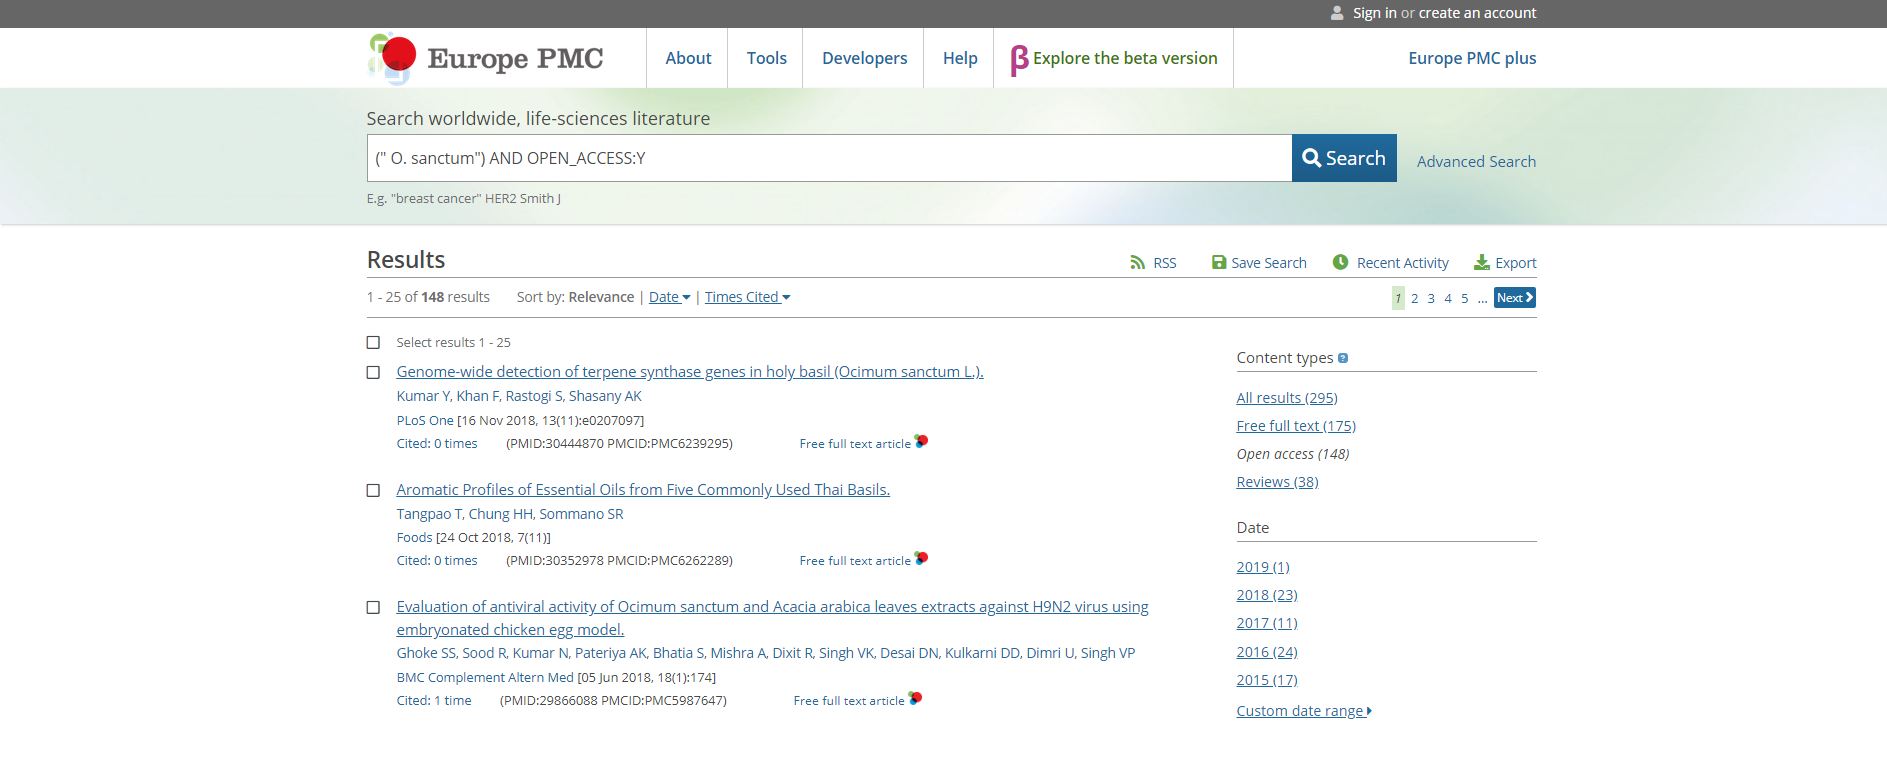 Sign in or create an account
Europe PMC
About
Tools
Developers
Help
β Explore the beta version
Europe PMC plus
Search worldwide, life-sciences literature
(" O. sanctum") AND OPEN_ACCESS:Y
Search
Advanced Search
E.g. "breast cancer" HER2 Smith J
Results
RSS
Save Search
Recent Activity
Export
1 - 25 of 148 results
Sort by: Relevance | Date | Times Cited
1 2 3 4 5 ... Next
Select results 1 - 25
Genome-wide detection of terpene synthase genes in holy basil (Ocimum sanctum L.).
Kumar Y, Khan F, Rastogi S, Shasany AK
PLoS One [16 Nov 2018, 13(11):e0207097]
Cited: 0 times (PMID:30444870 PMCID:PMC6239295) Free full text article
Aromatic Profiles of Essential Oils from Five Commonly Used Thai Basils.
Tangpao T, Chung HH, Sommano SR
Foods [24 Oct 2018, 7(11)]
Cited: 0 times (PMID:30352978 PMCID:PMC6262289) Free full text article
Evaluation of antiviral activity of Ocimum sanctum and Acacia arabica leaves extracts against H9N2 virus using
embryonated chicken egg model.
Ghoke SS, Sood R, Kumar N, Pateriya AK, Bhatia S, Mishra A, Dixit R, Singh VK, Desai DN, Kulkarni DD, Dimri U, Singh VP
BMC Complement Altern Med [05 Jun 2018, 18(1):174]
Cited: 1 time (PMID:29866088 PMCID:PMC5987647) Free full text article
Content types ?
All results (295)
Free full text (175)
Open access (148)
Reviews (38)
Date
2019 (1)
2018 (23)
2017 (11)
2016 (24)
2015 (17)
Custom date range